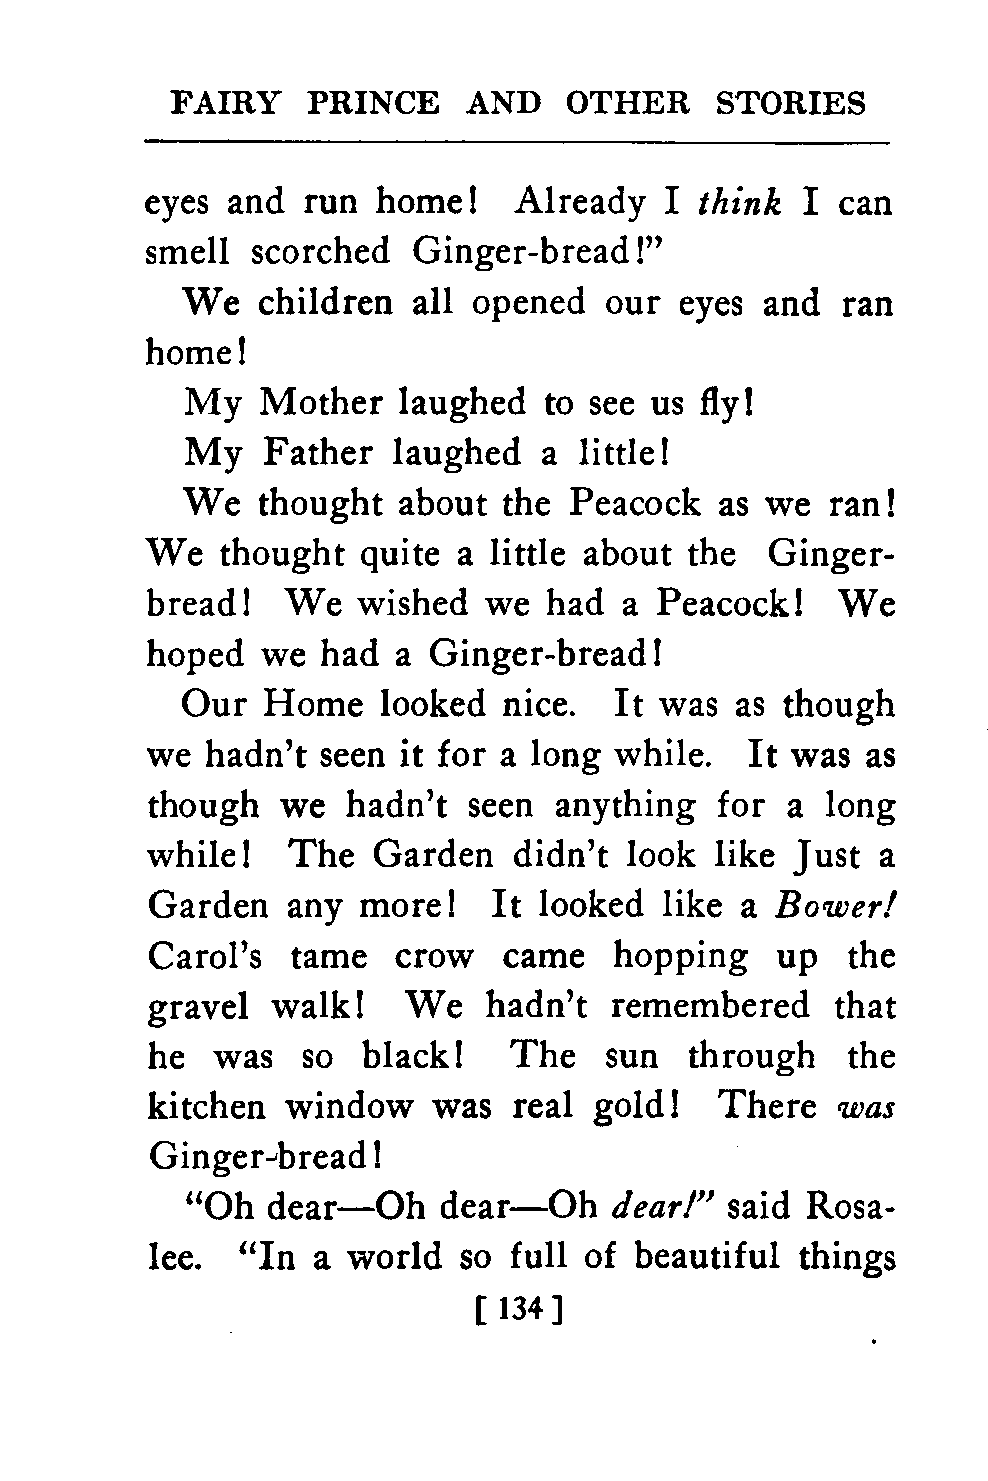 FAIRY PRINCE AND OTHER STORIES
eyes and run home! Already I think I can
smell scorched Ginger-bread!”
We children all opened our eyes and ran
home!
My Mother laughed to see us fly!
My Father laughed a little!
We thought about the Peacock as we ran!
We thought quite a little about the Ginger-
bread! We wished we had a Peacock! We
hoped we had a Ginger-bread!
Our Home looked nice. It was as though
we hadn’t seen it for a long while. It was as
though we hadn’t seen anything for a long
while! The Garden didn’t look like Just a
Garden any more! It looked like a Bower!
Carol’s tame crow came hopping up the
gravel walk! We hadn’t remembered that
he was so black! The sun through the
kitchen window was real gold! There was
Ginger-bread!
“Oh dear—Oh dear—Oh dear!” said Rosa-
lee. “In a world so full of beautiful things
[ 134 ]